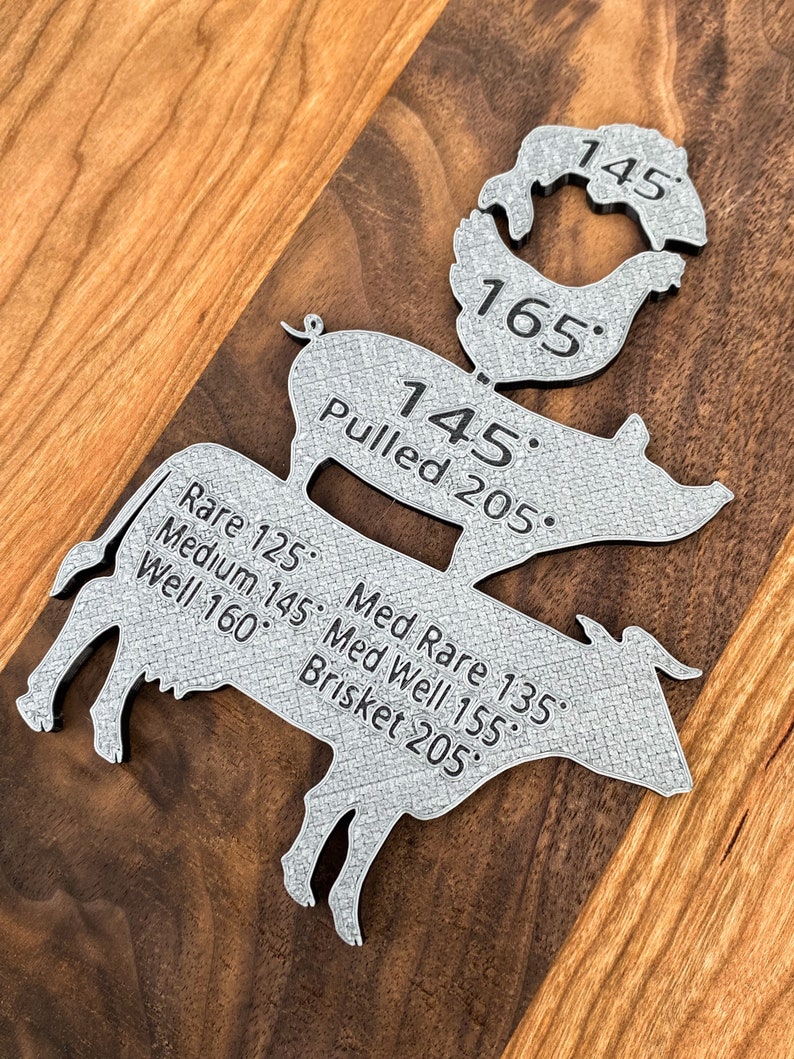 145°
165°
145°
Pulled 205°
Rare 125°
Medium 145°
Well 160°
Med Rare 135°
Med Well 155°
Brisket 205°